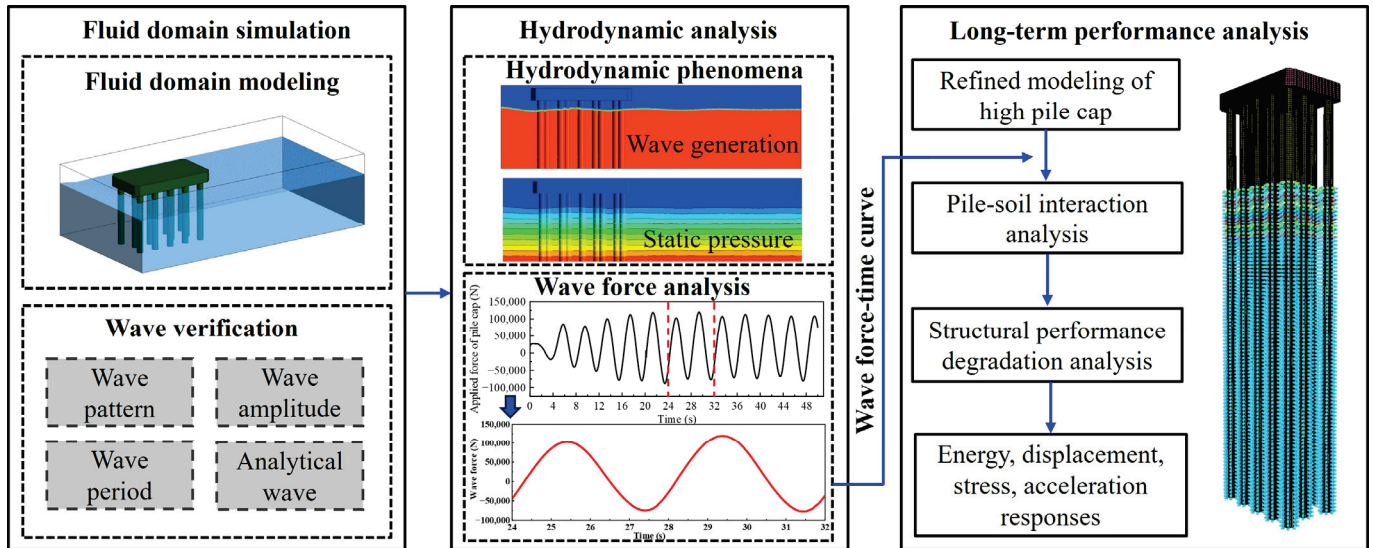 Fluid domain simulation
Fluid domain modeling
Wave verification
Wave
pattern
Wave
amplitude
Wave
period
Analytical
wave
Hydrodynamic analysis
Hydrodynamic phenomena
Wave generation
Static pressure
Wave force analysis
Applied force of pile cap (N)
150,000
100,000
50,000
0
−50,000
−100,000
0 4 8 12 16 20 24 28 32 36 40 44 48
Time (s)
Wave force (N)
150,000
100,000
50,000
0
−50,000
−100,000
24 25 26 27 28 29 30 31 32
Time (s)
Wave force-time curve
Long-term performance analysis
Refined modeling of
high pile cap
Pile-soil interaction
analysis
Structural performance
degradation analysis
Energy, displacement,
stress, acceleration
responses